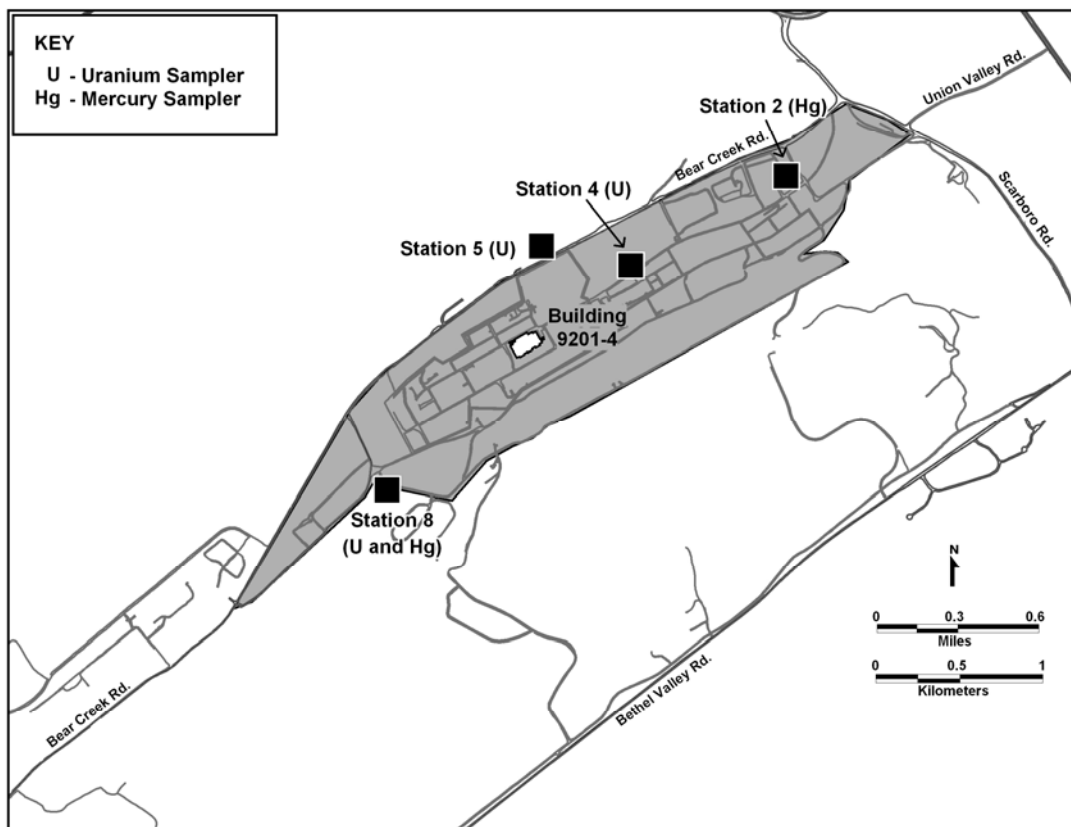 KEY
U - Uranium Sampler
Hg - Mercury Sampler
Union Valley Rd.
Station 2 (Hg)
Bear Creek Rd.
Scarboro Rd.
Station 4 (U)
Station 5 (U)
Building
9201-4
Station 8
(U and Hg)
N
0 0.3 0.6
Miles
0 0.5 1
Kilometers
Bethel Valley Rd.
Bear Creek Rd.